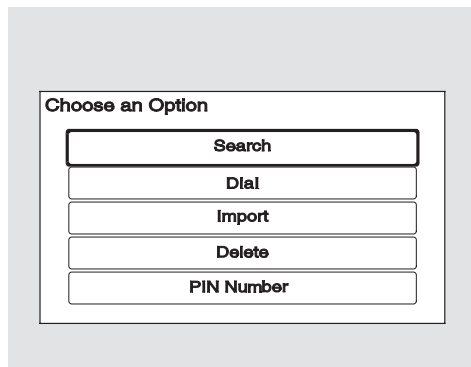 Choose an Option
Search
Dial
Import
Delete
PIN Number